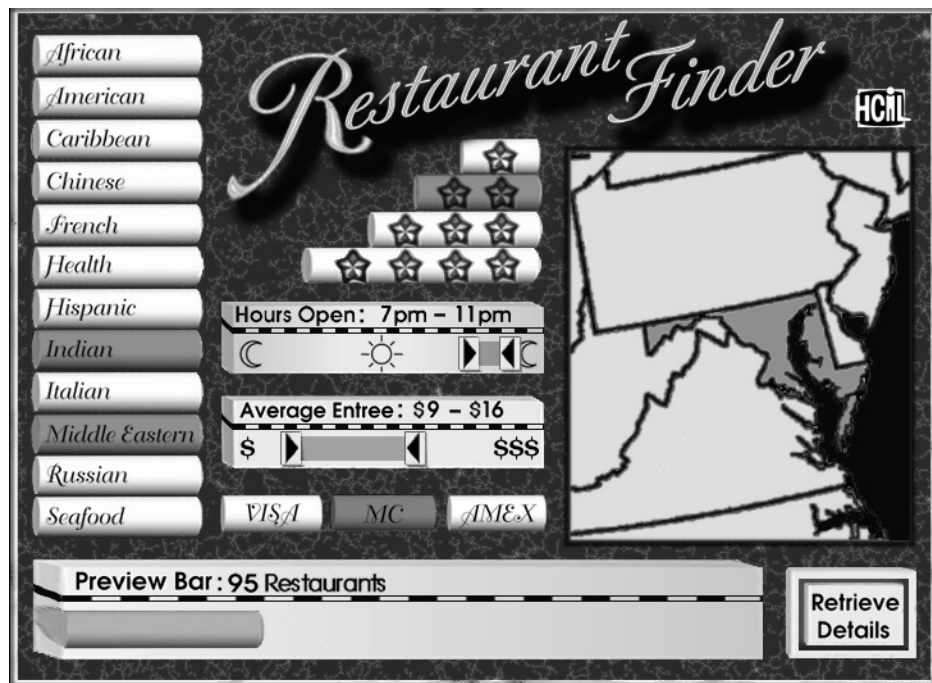 Restaurant Finder
HCIL
African
American
Caribbean
Chinese
French
Health
Hispanic
Indian
Italian
Middle Eastern
Russian
Seafood
Hours Open: 7pm – 11pm
Average Entree: $9 – $16
$ $$$
VISA MC AMEX
Preview Bar: 95 Restaurants
Retrieve
Details